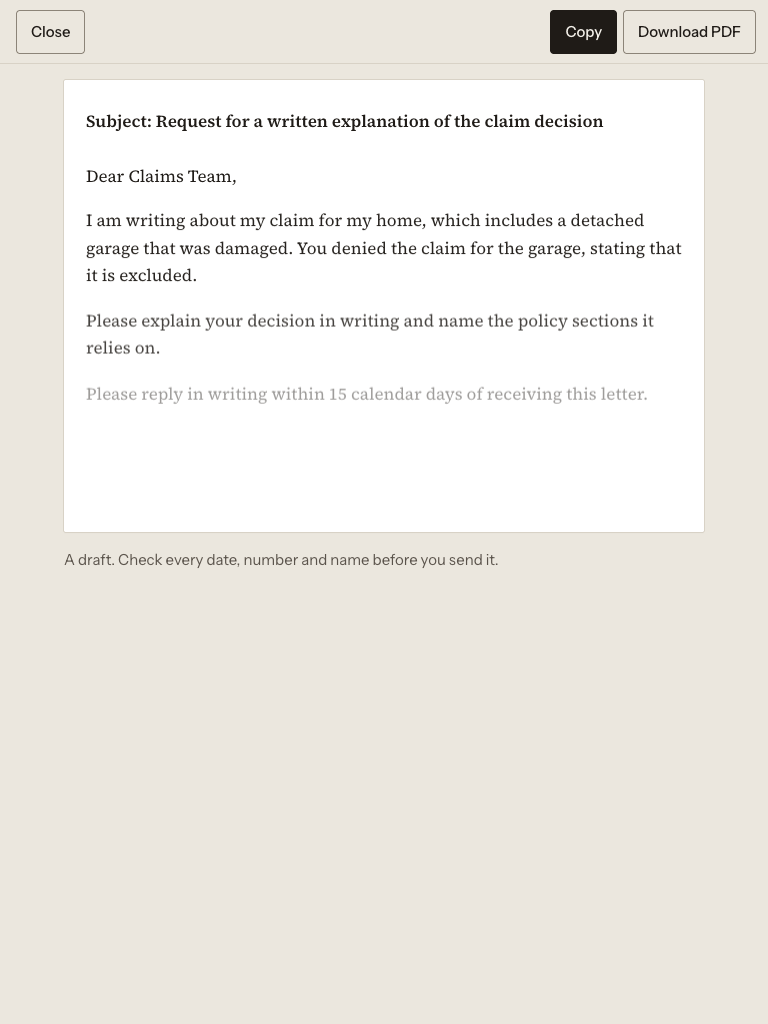 Close
Copy
Download PDF
Subject: Request for a written explanation of the claim decision
Dear Claims Team,
I am writing about my claim for my home, which includes a detached
garage that was damaged. You denied the claim for the garage, stating that
it is excluded.
Please explain your decision in writing and name the policy sections it
relies on.
Please reply in writing within 15 calendar days of receiving this letter.
A draft. Check every date, number and name before you send it.